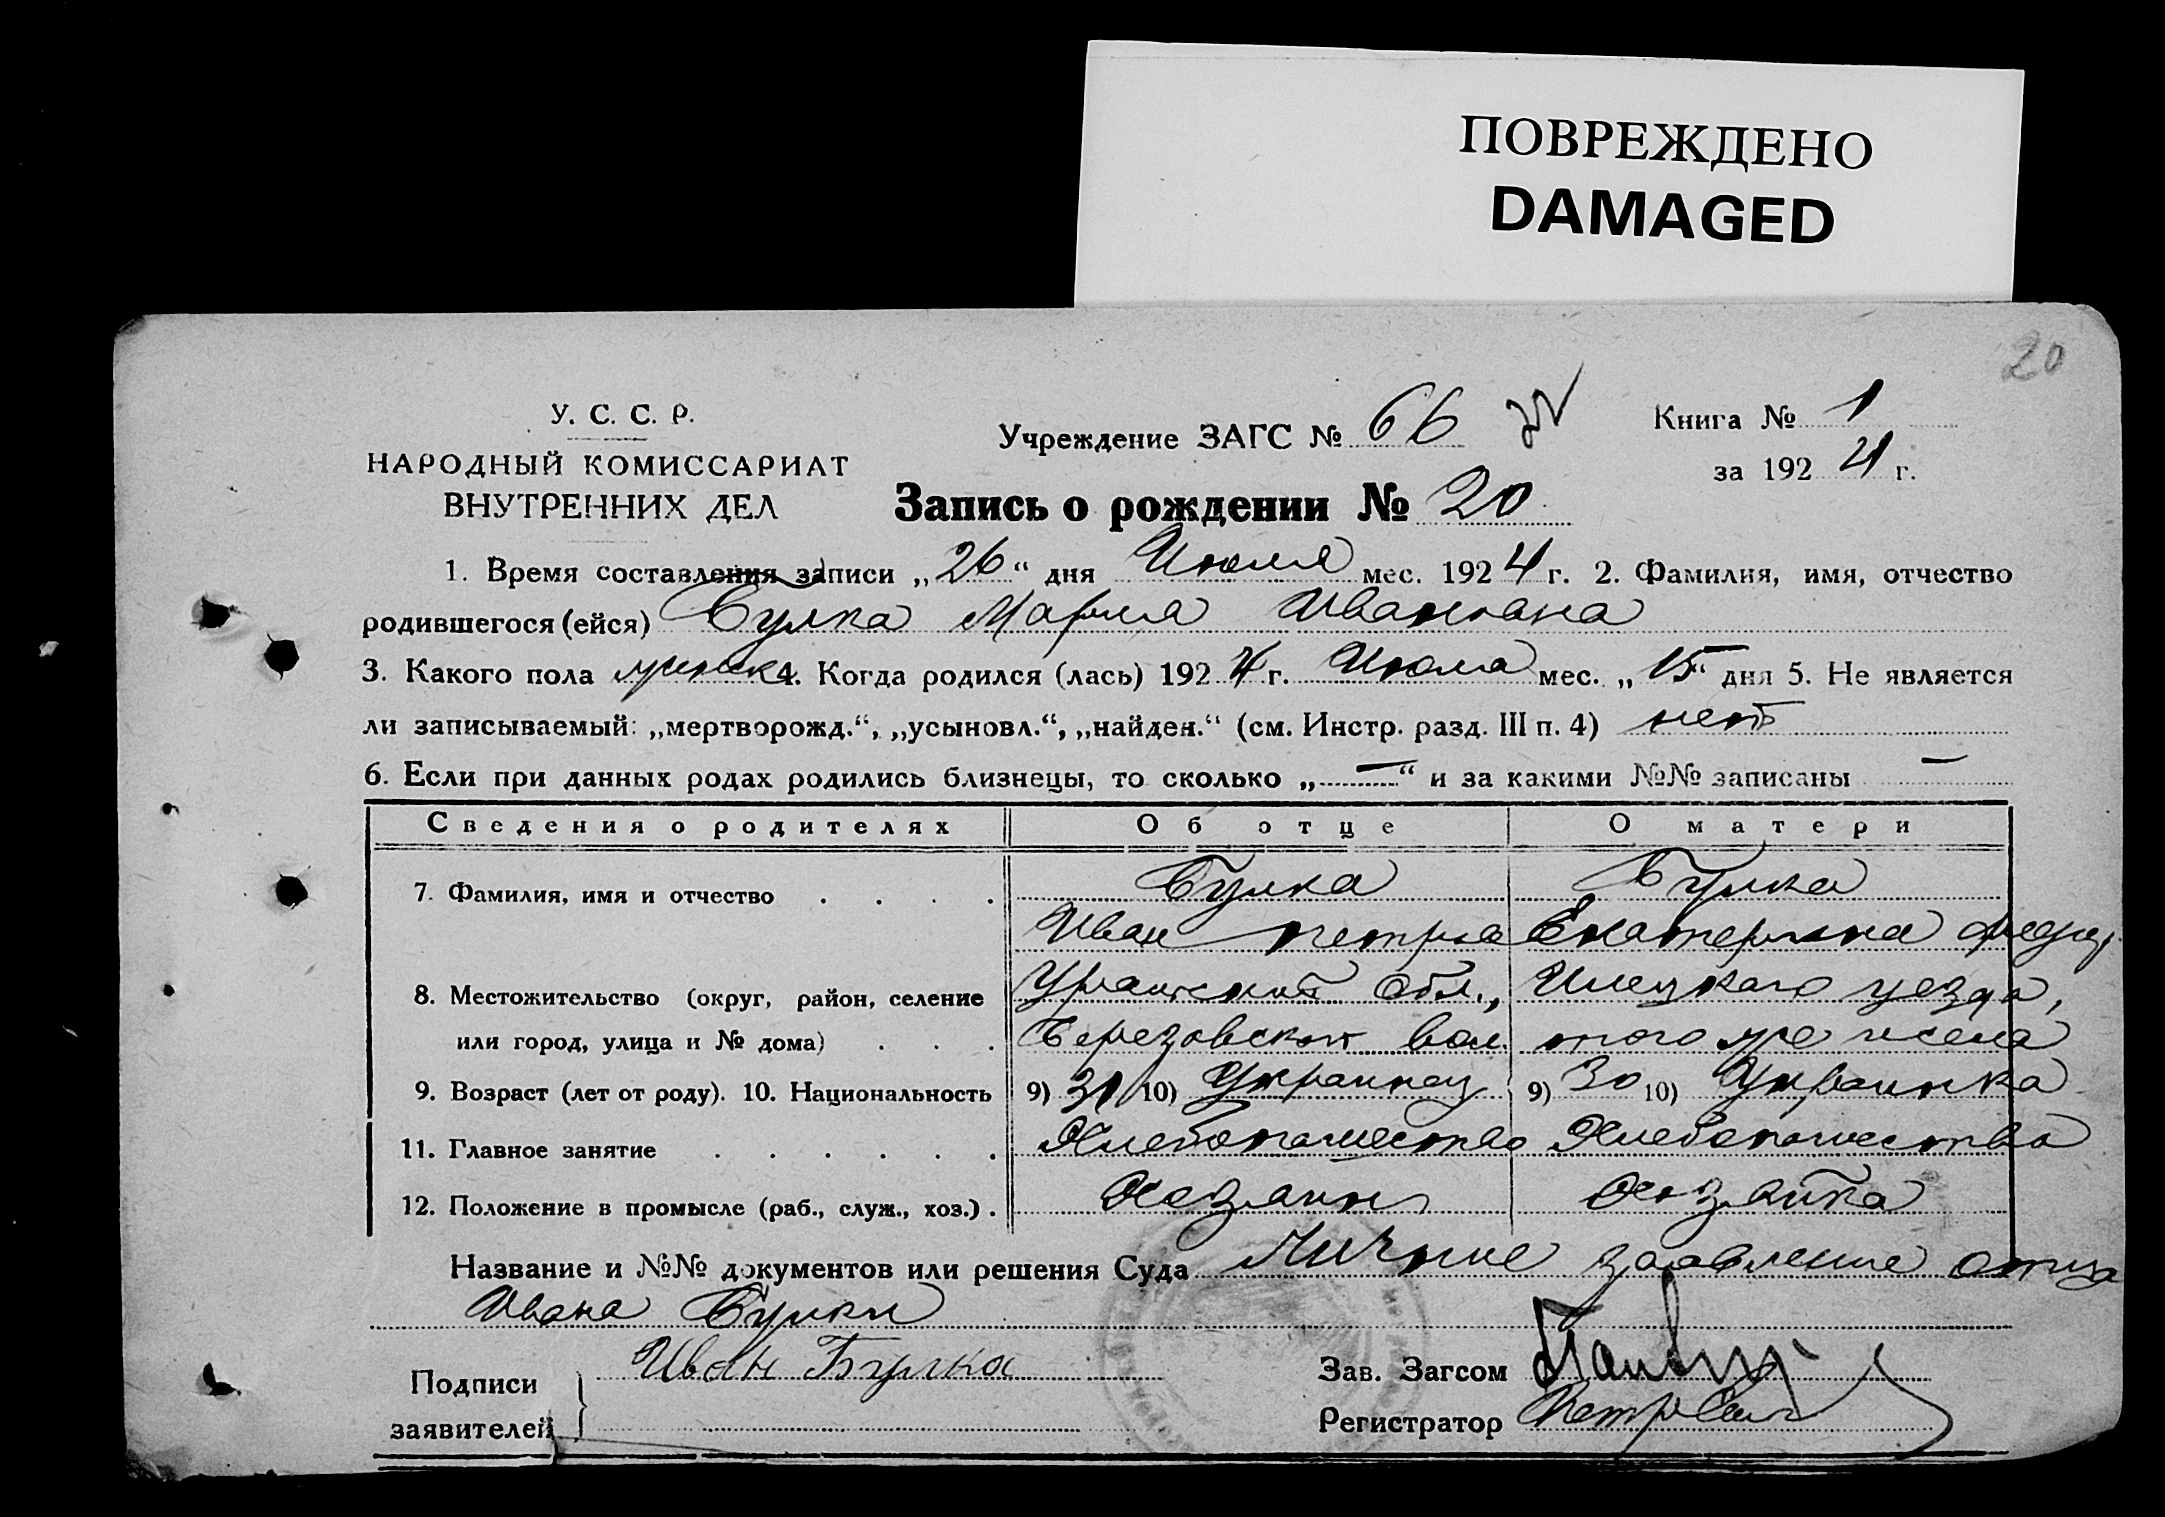 ПОВРЕЖДЕНО
DAMAGED
20
У. С. С. Р.
НАРОДНЫЙ КОМИССАРИАТ
ВНУТРЕННИХ ДЕЛ
Учреждение ЗАГС № 66
Книга № 1
за 1924 г.
Запись о рождении № 20
1. Время составления записи „26“ дня Июля мес. 1924 г. 2. Фамилия, имя, отчество
родившегося (ейся) Булка Мария Ивановна
3. Какого пола женск 4. Когда родился (лась) 1924 г. Июля мес. „15“ дня 5. Не является
ли записываемый: „мертворожд.“, „усыновл.“, „найден.“ (см. Инстр. разд. III п. 4) нет
6. Если при данных родах родились близнецы, то сколько „—“ и за какими №№ записаны —
Сведения о родителях Об отце О матери
7. Фамилия, имя и отчество . . . . Булка Булка
Иван Петров Екатерина
8. Местожительство (округ, район, селение обл., Илецкого уезда,
или город, улица и № дома) . . . Березовской вол. того же села
9. Возраст (лет от роду). 10. Национальность 9) 31 10) Украинец 9) 30 10) Украинка
11. Главное занятие . . . . . . Хлебопашество Хлебопашество
12. Положение в промысле (раб., служ., хоз.) . Хозяин Хозяйка
Название и №№ документов или решения Суда Личное заявление отца
Ивана Булки
Подписи Иван Булка Зав. Загсом
заявителей Регистратор